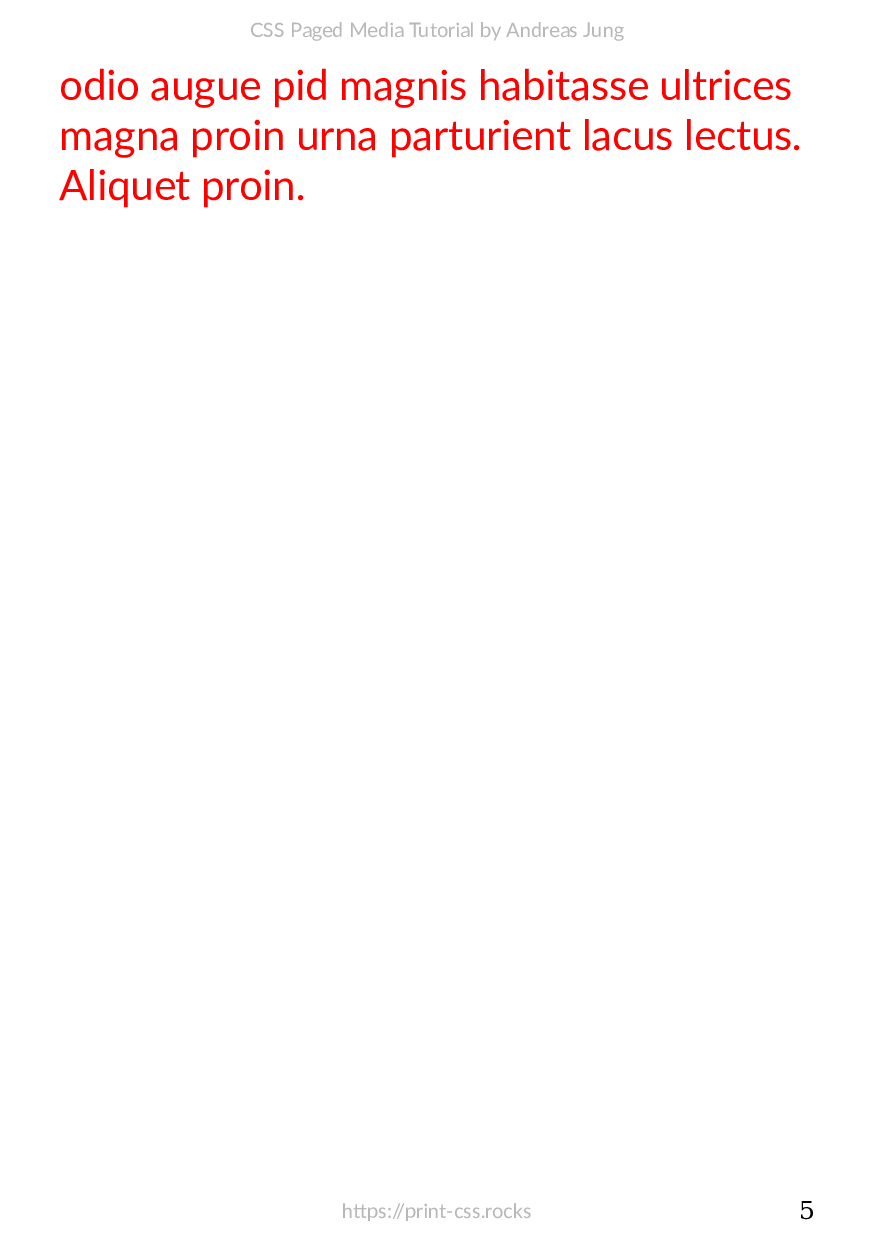 CSS Paged Media Tutorial by Andreas Jung
odio augue pid magnis habitasse ultrices
magna proin urna parturient lacus lectus.
Aliquet proin.
https://print-css.rocks
5